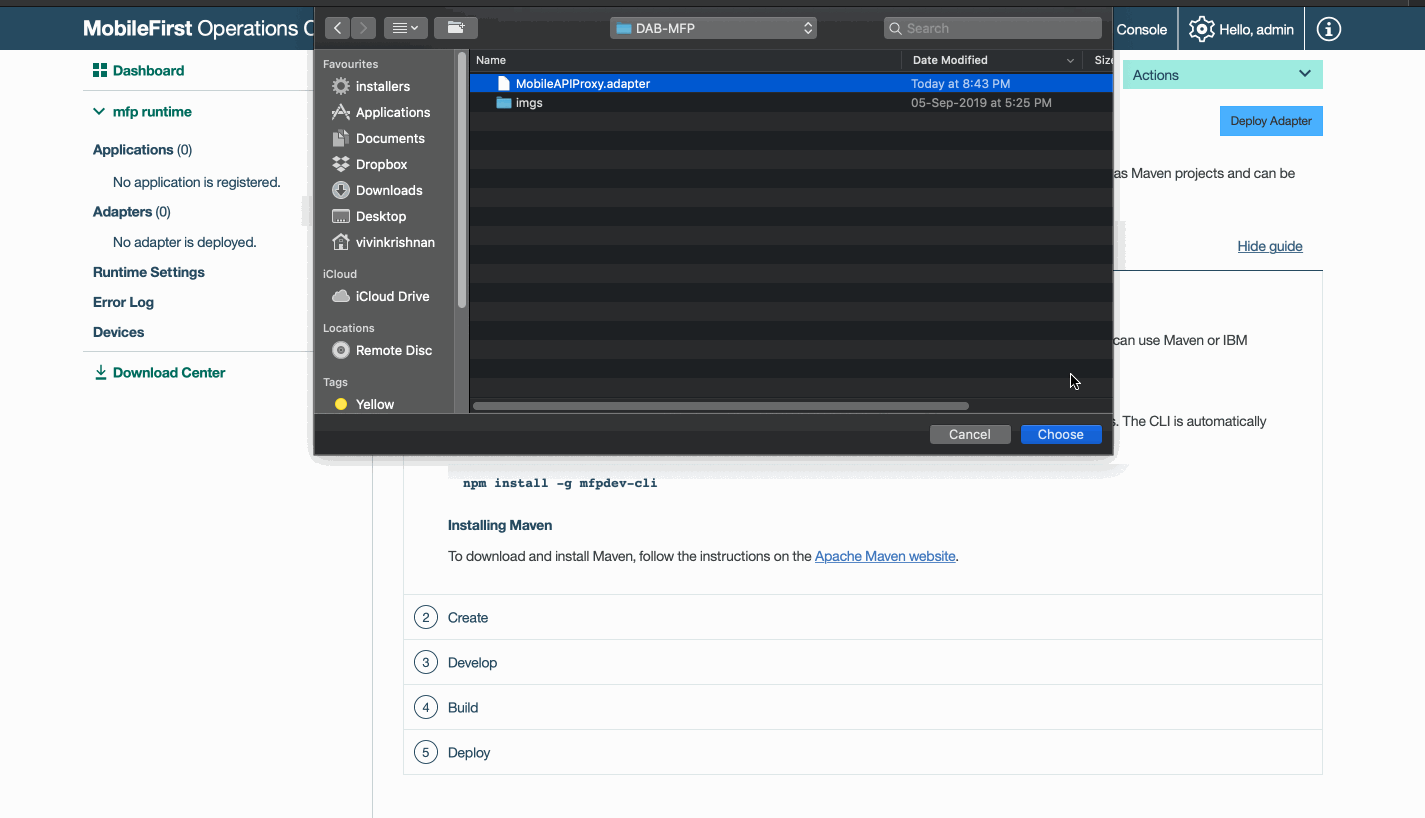 MobileFirst Operations C
Console
Hello, admin
DAB-MFP
Search
Favourites
installers
Applications
Documents
Dropbox
Downloads
Desktop
vivinkrishnan
iCloud
iCloud Drive
Locations
Remote Disc
Tags
Yellow
Name
Date Modified
Siz
MobileAPIProxy.adapter
Today at 8:43 PM
imgs
05-Sep-2019 at 5:25 PM
Cancel
Choose
Dashboard
mfp runtime
Applications (0)
No application is registered.
Adapters (0)
No adapter is deployed.
Runtime Settings
Error Log
Devices
Download Center
Actions
Deploy Adapter
as Maven projects and can be
Hide guide
can use Maven or IBM
s. The CLI is automatically
npm install -g mfpdev-cli
Installing Maven
To download and install Maven, follow the instructions on the Apache Maven website.
2 Create
3 Develop
4 Build
5 Deploy